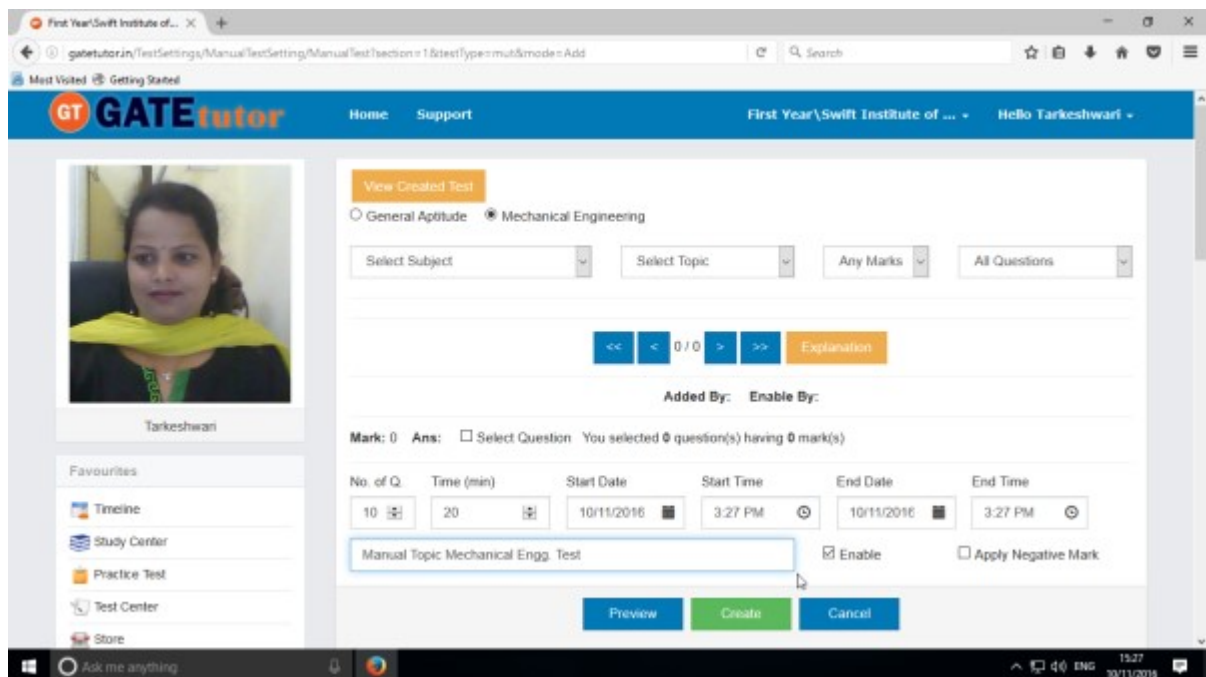 First Year\Swift Institute of...
gatetutor.in/TestSettings/ManualTestSetting/ManualTest?section=1&testType=mut&mode=Add
Search
Most Visited Getting Started
GT GATEtutor Home Support First Year\Swift Institute of ... Hello Tarkeshwari
View Created Test
General Aptitude Mechanical Engineering
Select Subject Select Topic Any Marks All Questions
<< < 0 / 0 > >> Explanation
Added By: Enable By:
Tarkeshwari
Mark: 0 Ans: Select Question You selected 0 question(s) having 0 mark(s)
Favourites
No. of Q. Time (min) Start Date Start Time End Date End Time
Timeline
10 20 10/11/2016 3:27 PM 10/11/2016 3:27 PM
Study Center
Manual Topic Mechanical Engg. Test Enable Apply Negative Mark
Practice Test
Test Center
Preview Create Cancel
Store
Ask me anything ENG 15:27
10/11/2016